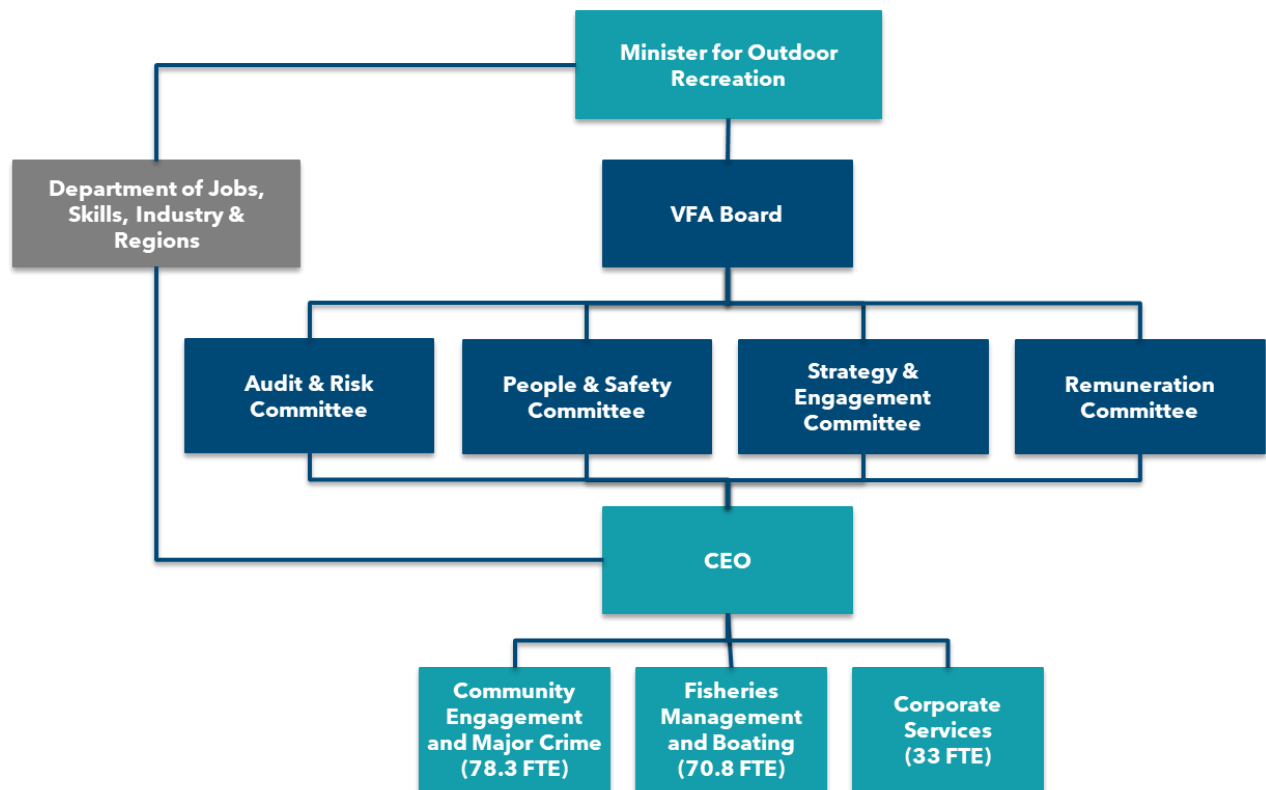 Minister for Outdoor
Recreation
Department of Jobs,
Skills, Industry &
Regions
VFA Board
Audit & Risk
Committee
People & Safety
Committee
Strategy &
Engagement
Committee
Remuneration
Committee
CEO
Community
Engagement
and Major Crime
(78.3 FTE)
Fisheries
Management
and Boating
(70.8 FTE)
Corporate
Services
(33 FTE)